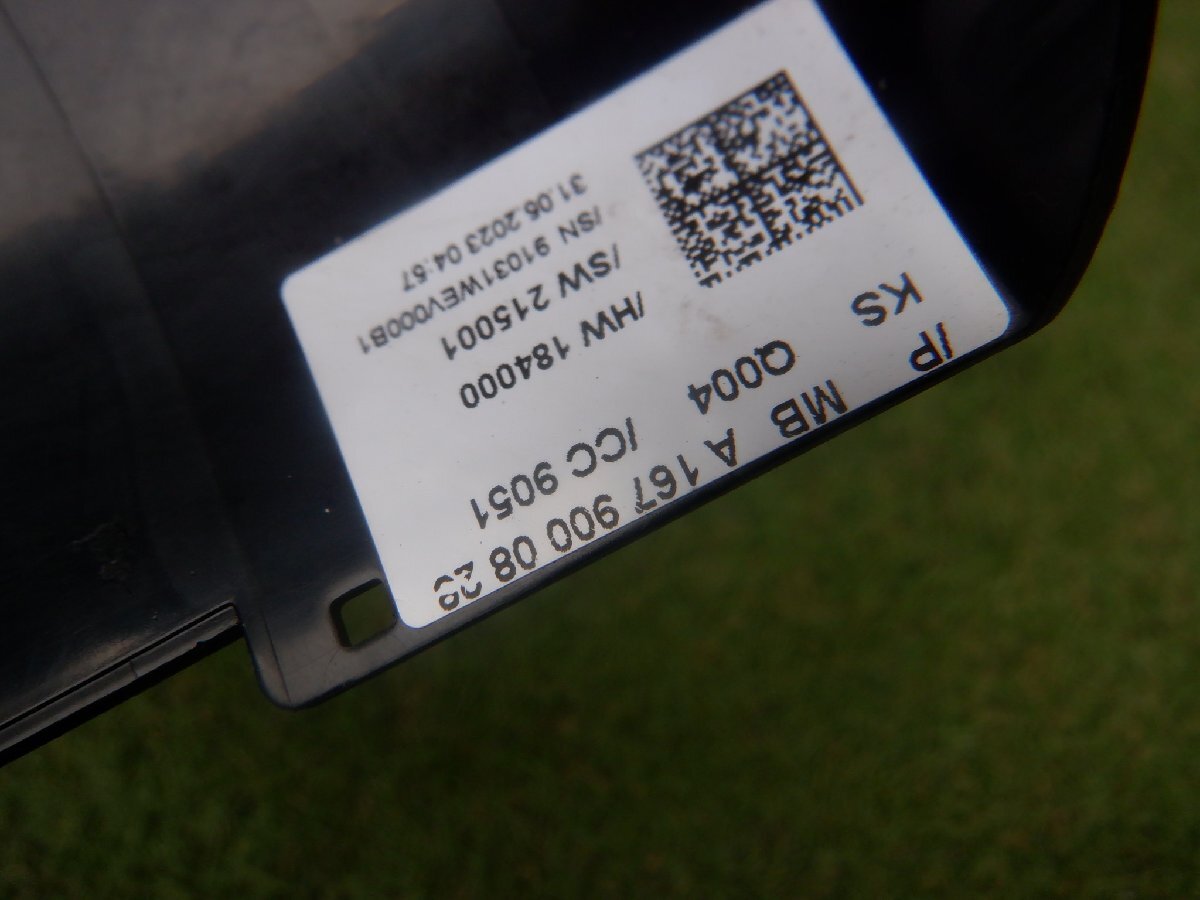 /P MB A 167 900 08 28
KS Q004 /CC 9051
/HW 184000
/SW 215001
/SN 91031WEV000B1
31.05.2023 04:57